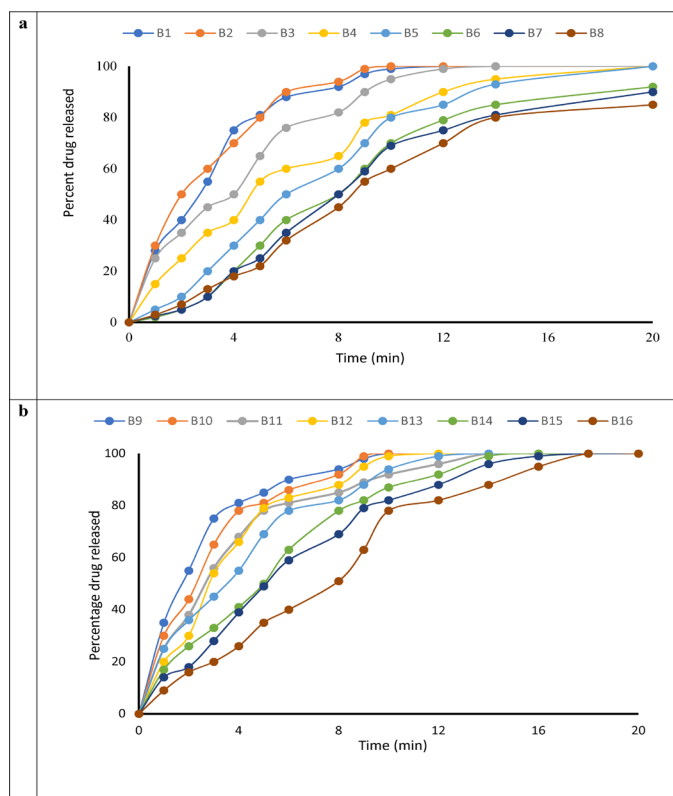 a
B1 B2 B3 B4 B5 B6 B7 B8
Percent drug released
100
80
60
40
20
0
0 4 8 12 16 20
Time (min)
b
B9 B10 B11 B12 B13 B14 B15 B16
Percentage drug released
100
80
60
40
20
0
0 4 8 12 16 20
Time (min)